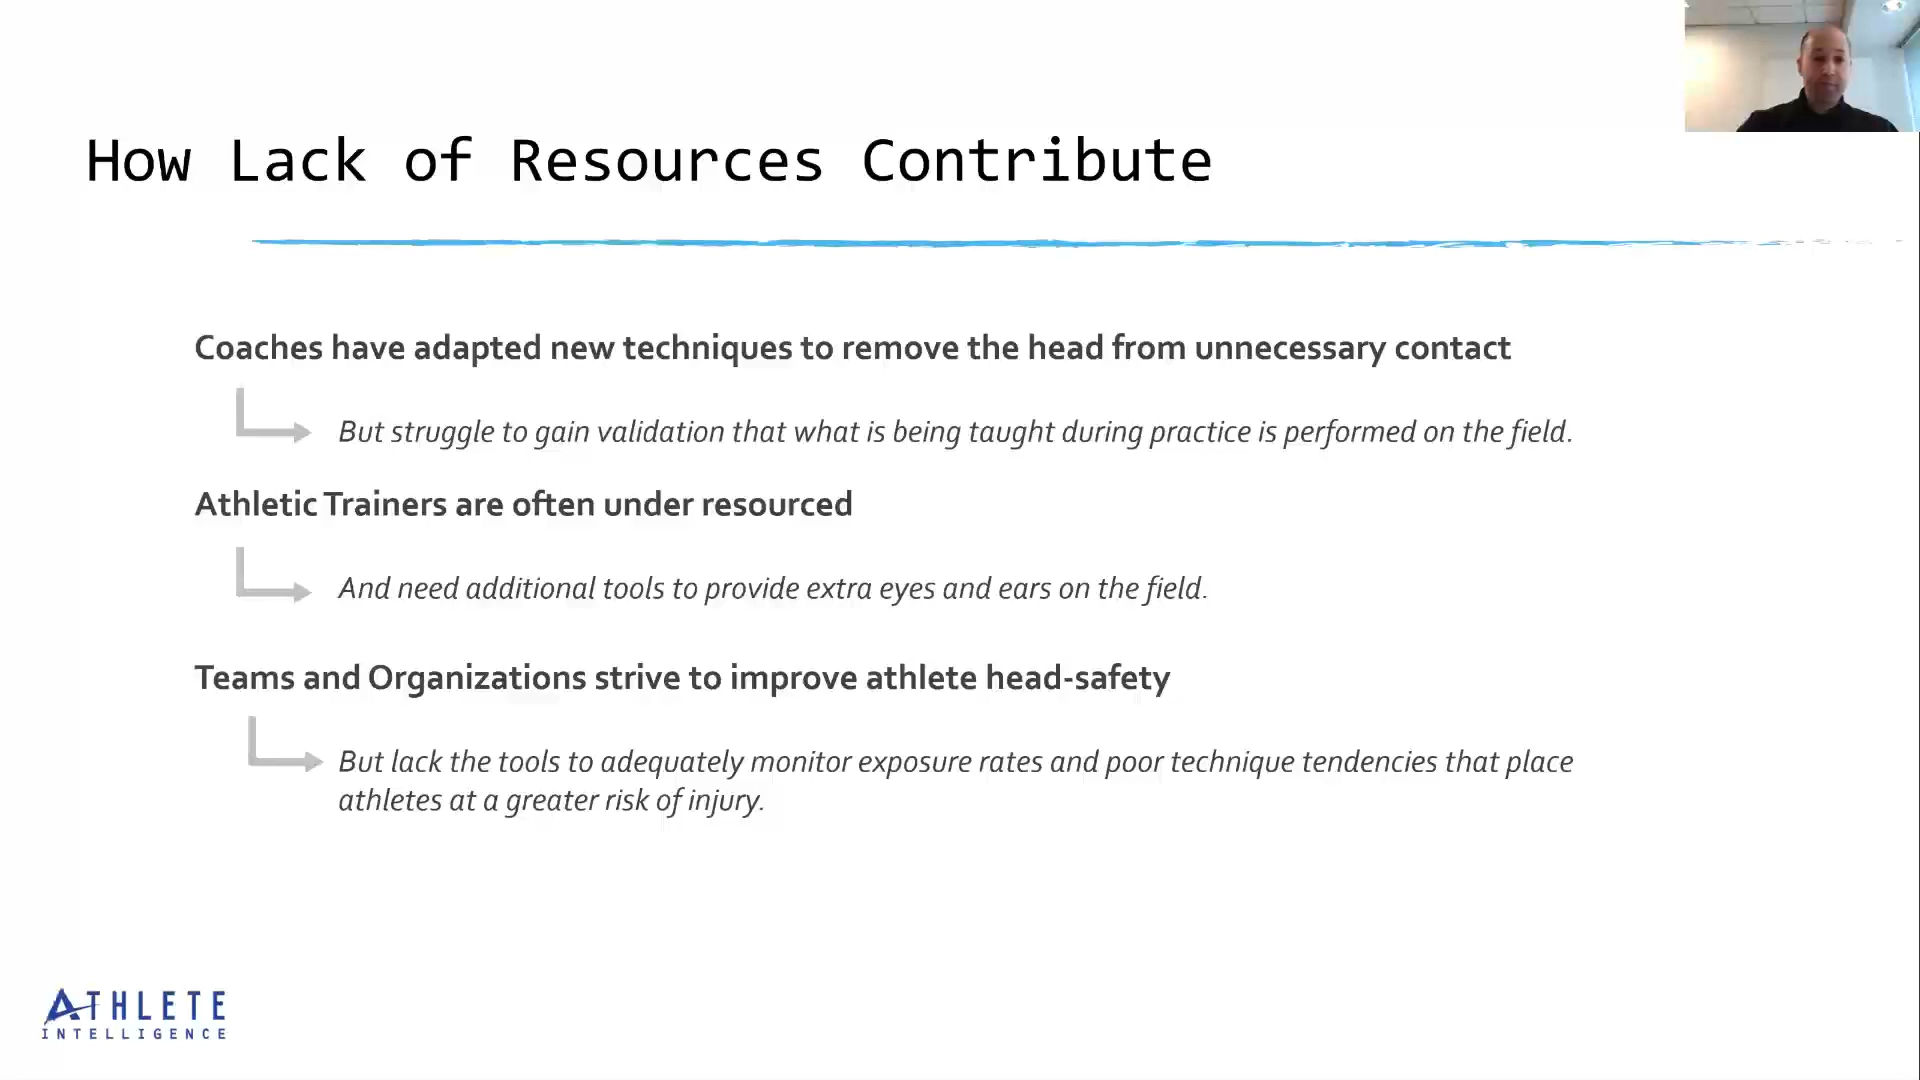 How Lack of Resources Contribute
Coaches have adapted new techniques to remove the head from unnecessary contact
But struggle to gain validation that what is being taught during practice is performed on the field.
Athletic Trainers are often under resourced
And need additional tools to provide extra eyes and ears on the field.
Teams and Organizations strive to improve athlete head-safety
But lack the tools to adequately monitor exposure rates and poor technique tendencies that place
athletes at a greater risk of injury.
ATHLETE
INTELLIGENCE